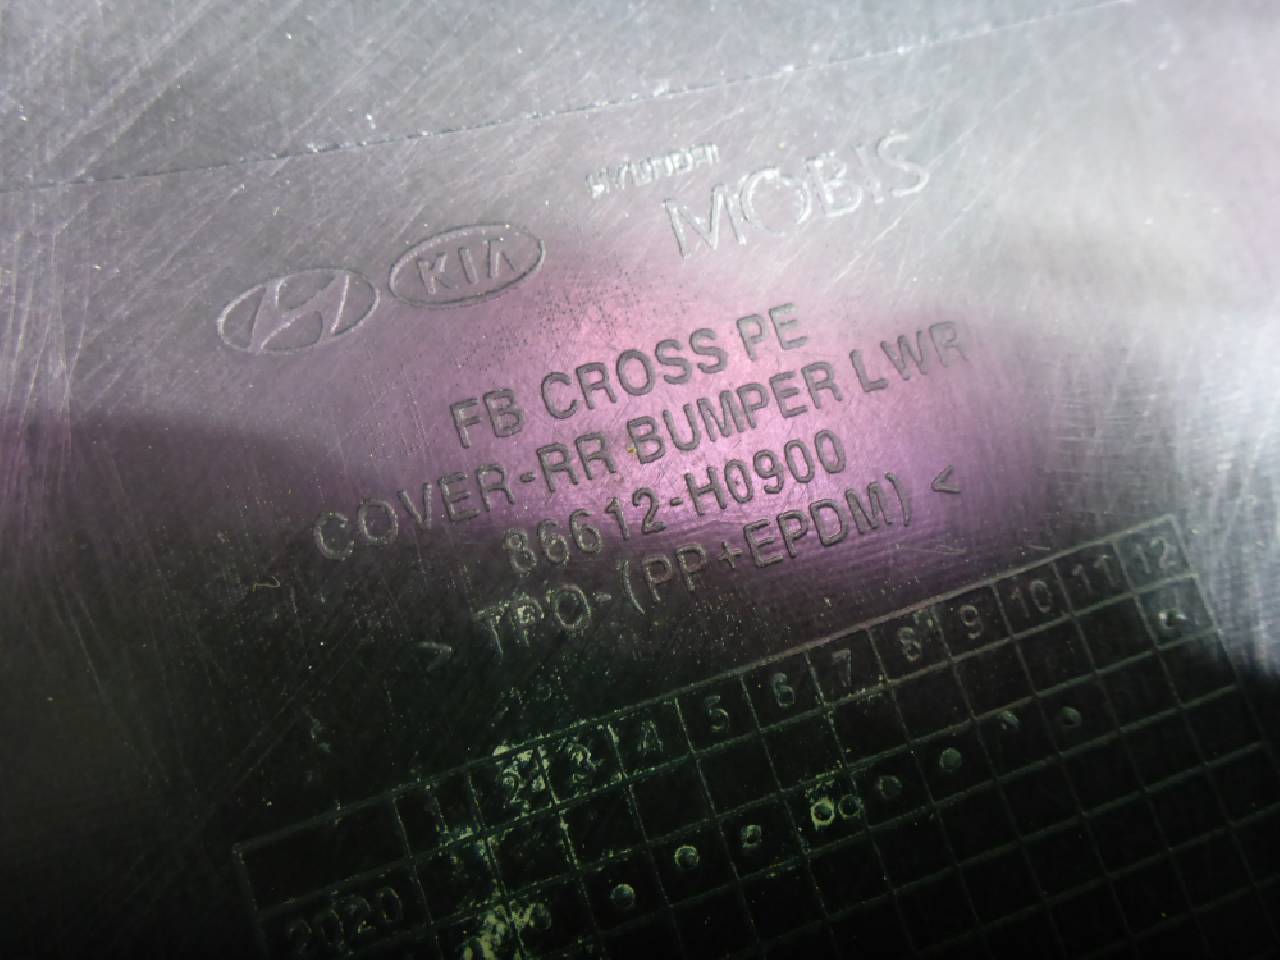 HYUNDAI
MOBIS
KIA
FB CROSS PE
COVER-RR BUMPER LWR
86612-H0900
> TPO-(PP+EPDM) <
2 3 4 5 6 7 8 9 10 11 12
2020